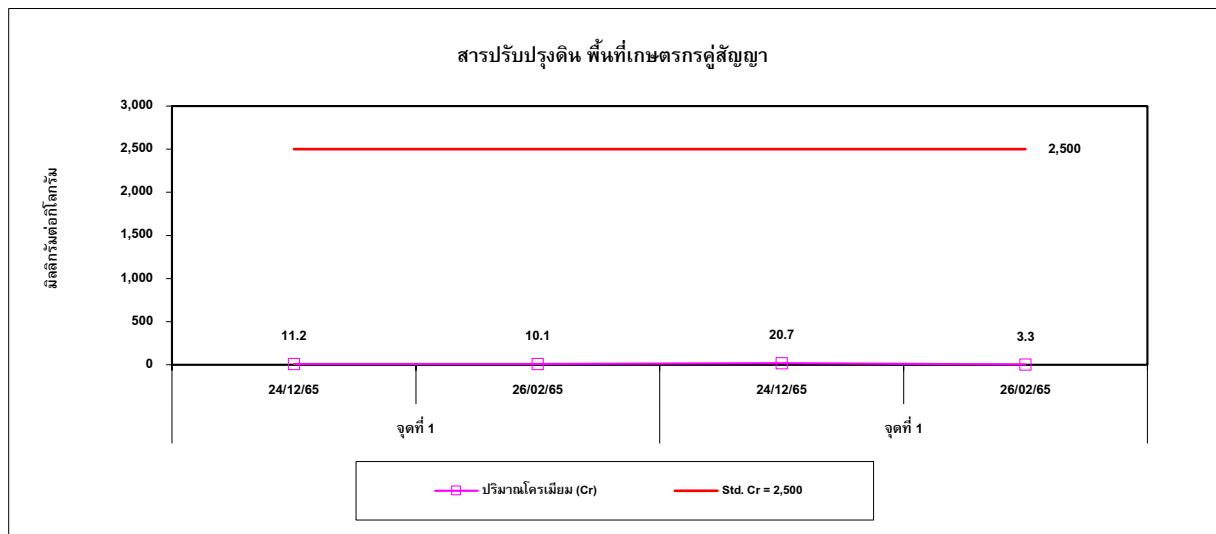 สารปรับปรุงดิน พื้นที่เกษตรกรคู่สัญญา
มิลลิกรัมต่อกิโลกรัม
3,000
2,500
2,000
1,500
1,000
500
0
2,500
11.2
10.1
20.7
3.3
24/12/65
26/02/65
24/12/65
26/02/65
จุดที่ 1
จุดที่ 1
ปริมาณโครเมียม (Cr)
Std. Cr = 2,500